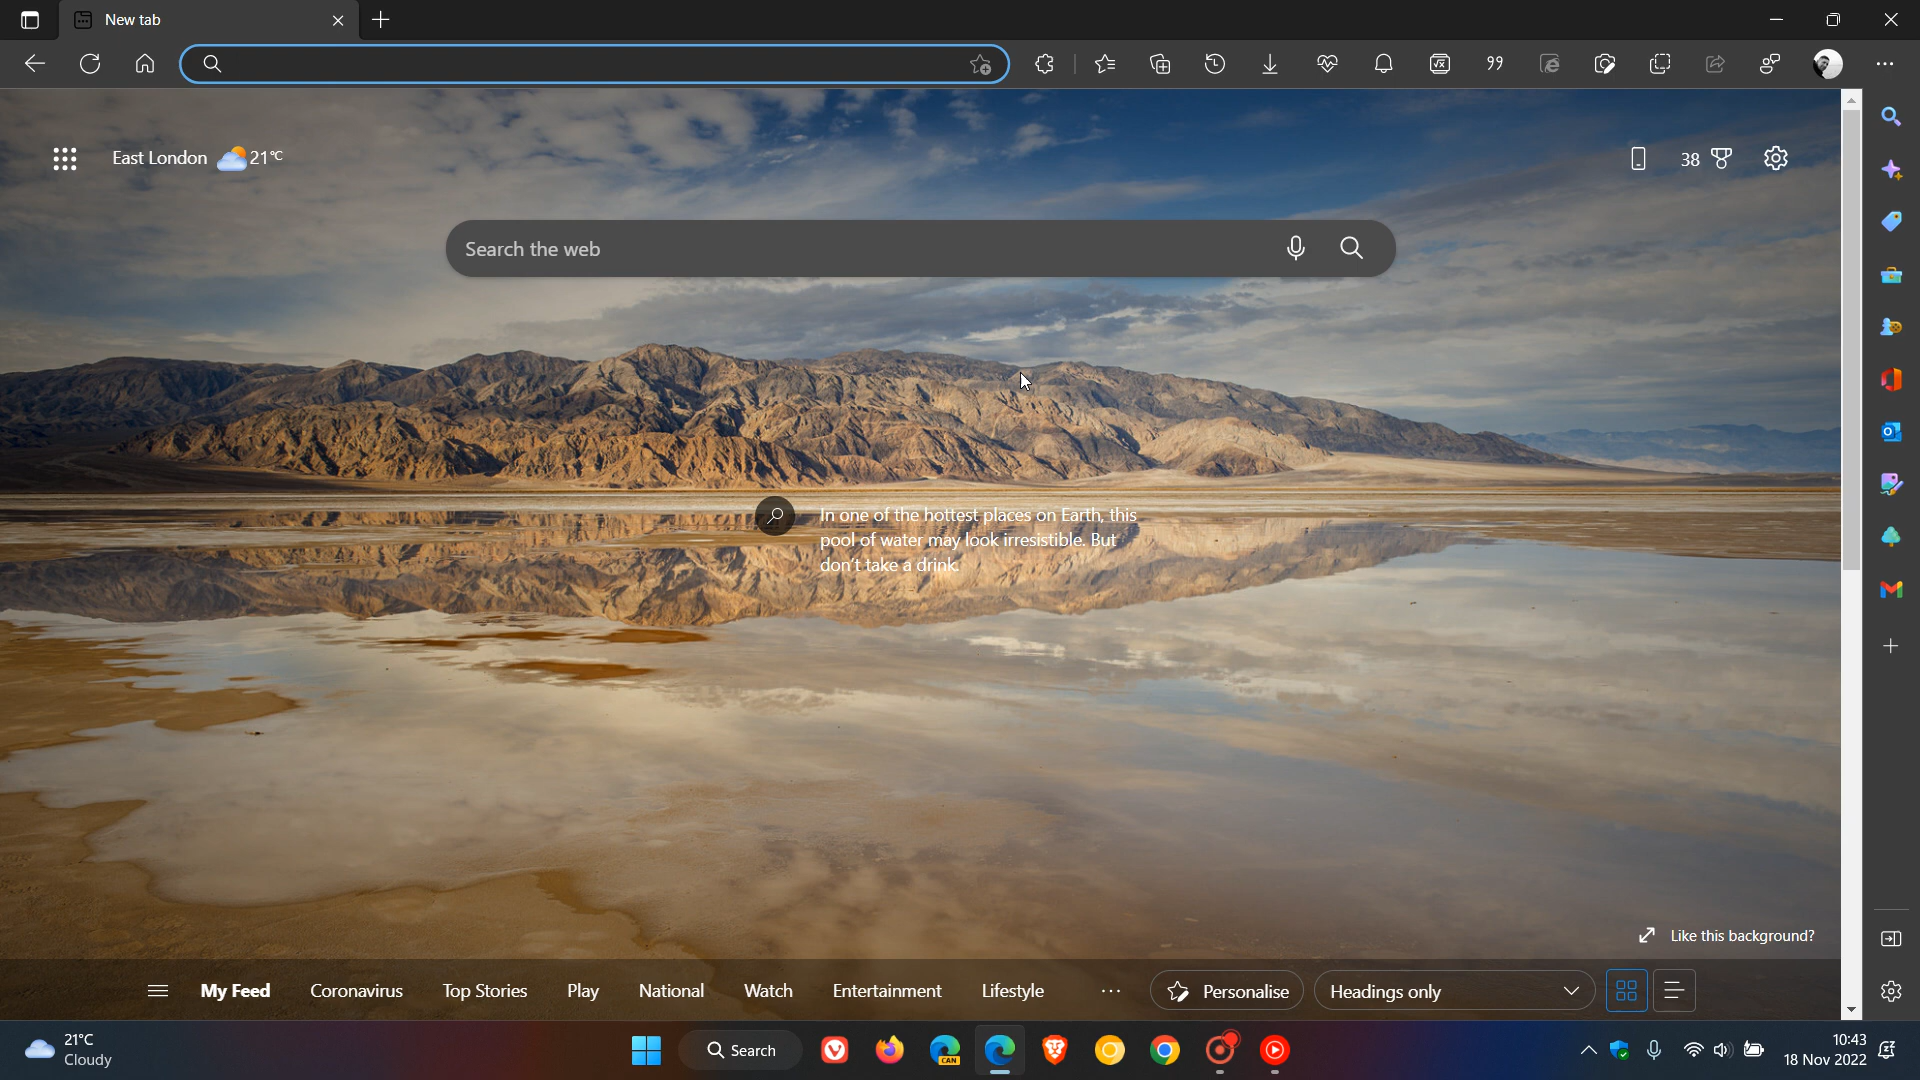 New tab
East London 21°C
38
Search the web
In one of the hottest places on Earth, this
pool of water may look irresistible. But
don't take a drink.
Like this background?
My Feed Coronavirus Top Stories Play National Watch Entertainment Lifestyle ... Personalise Headings only
21°C
Cloudy
Search
CAN
10:43
18 Nov 2022